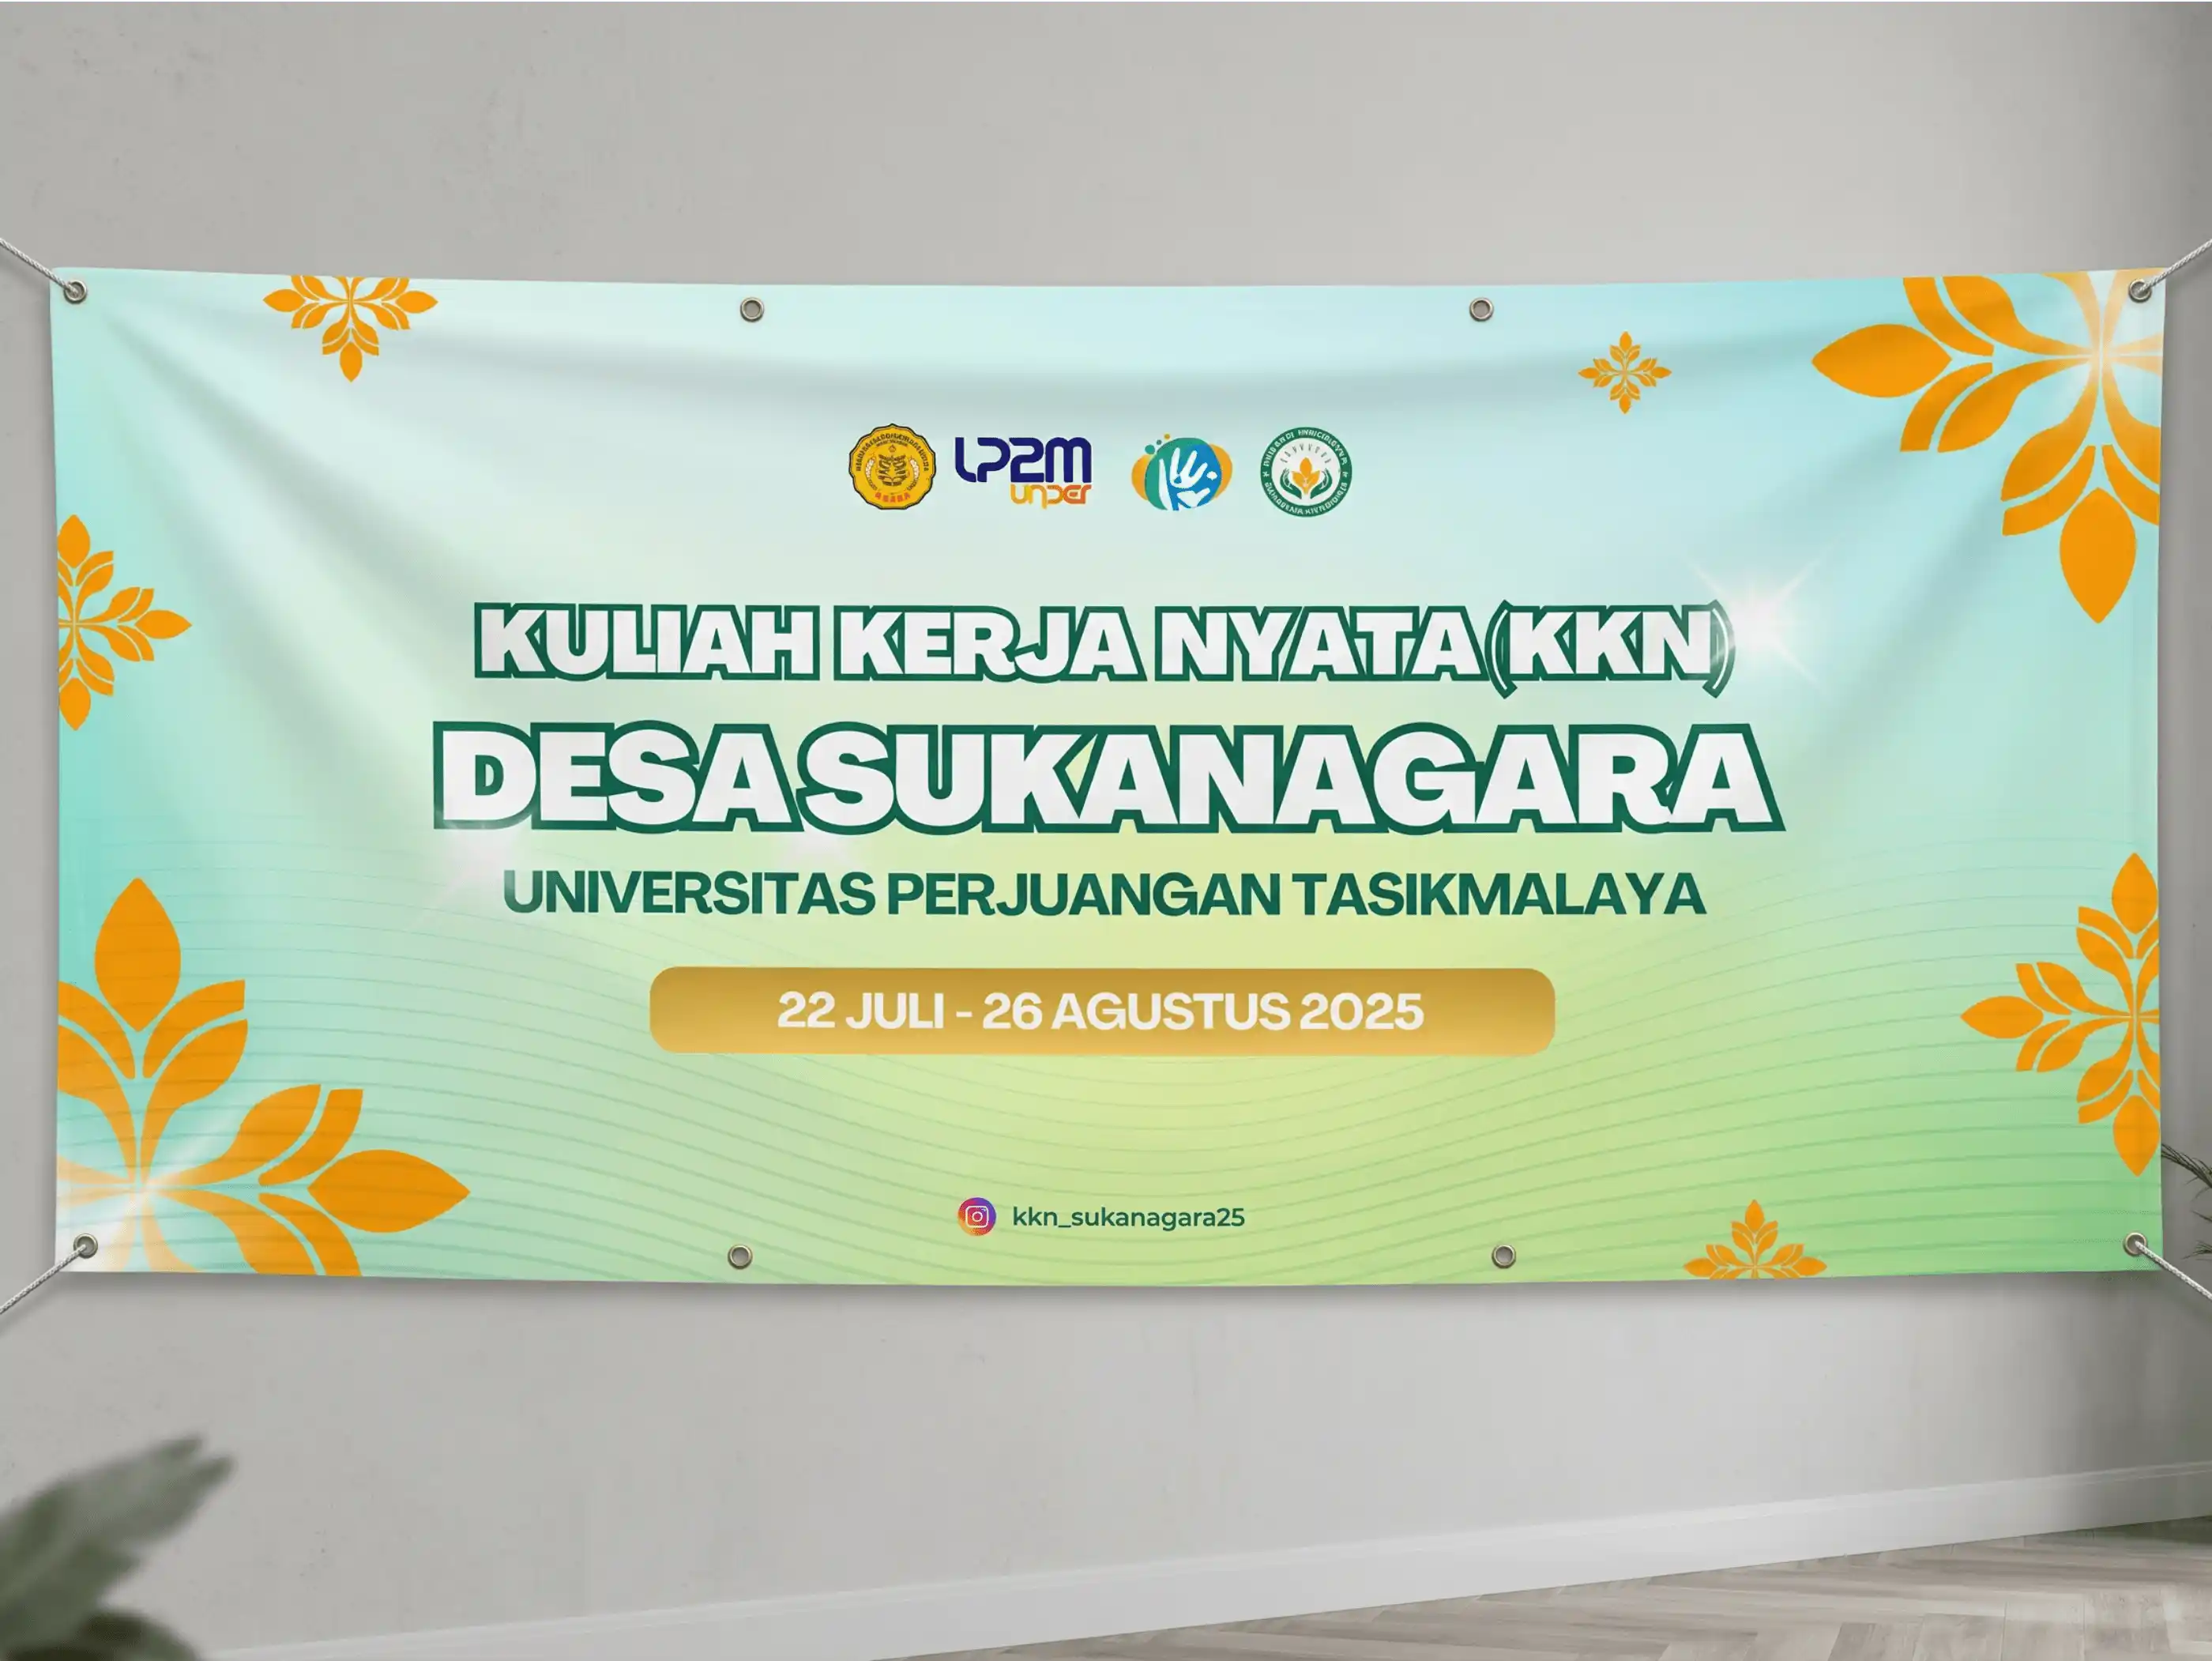 LP2M
unper
KULIAH KERJA NYATA (KKN)
DESA SUKANAGARA
UNIVERSITAS PERJUANGAN TASIKMALAYA
22 JULI - 26 AGUSTUS 2025
kkn_sukanagara25